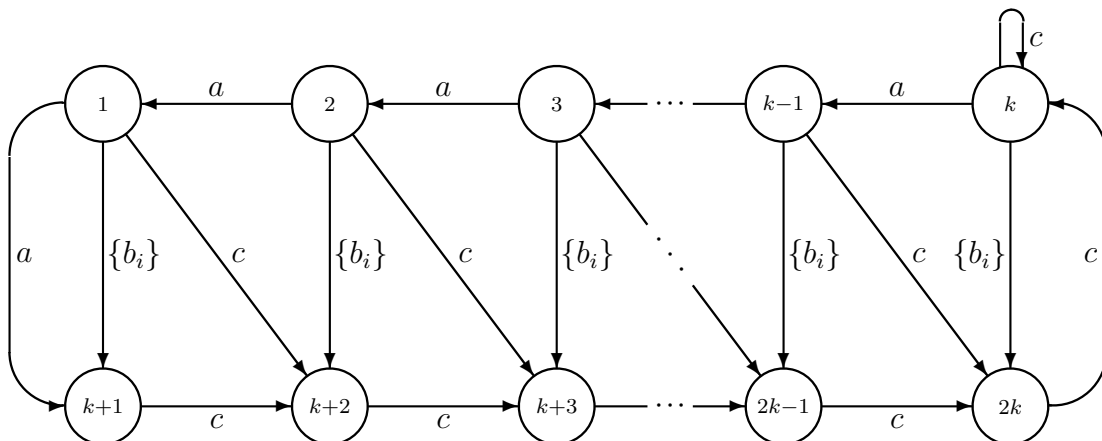 c
a a ⋯ a
1 2 3 k−1 k
a {b_i} c {b_i} c {b_i} ⋱ {b_i} c {b_i} c
k+1 k+2 k+3 2k−1 2k
c c ⋯ c